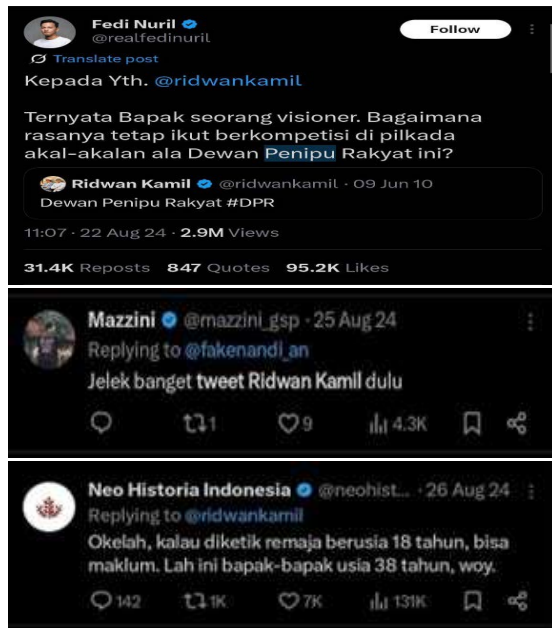 Fedi Nuril
@realfedinuril
Follow
Translate post
Kepada Yth. @ridwankamil
Ternyata Bapak seorang visioner. Bagaimana
rasanya tetap ikut berkompetisi di pilkada
akal-akalan ala Dewan Penipu Rakyat ini?
Ridwan Kamil @ridwankamil · 09 Jun 10
Dewan Penipu Rakyat #DPR
11:07 · 22 Aug 24 · 2.9M Views
31.4K Reposts 847 Quotes 95.2K Likes
Mazzini @mazzini_gsp · 25 Aug 24
Replying to @fakenandi_an
Jelek banget tweet Ridwan Kamil dulu
1 9 4.3K
Neo Historia Indonesia @neohist... · 26 Aug 24
Replying to @ridwankamil
Okelah, kalau diketik remaja berusia 18 tahun, bisa
maklum. Lah ini bapak-bapak usia 38 tahun, woy.
142 1K 7K 131K